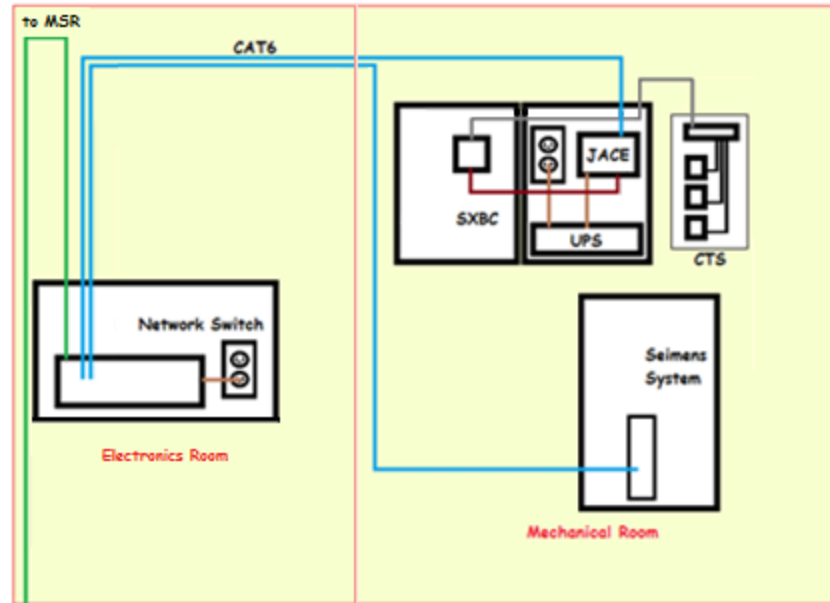 to MSR
CAT6
JACE
SXBC
UPS
CTS
Network Switch
Seimens
System
Electronics Room
Mechanical Room